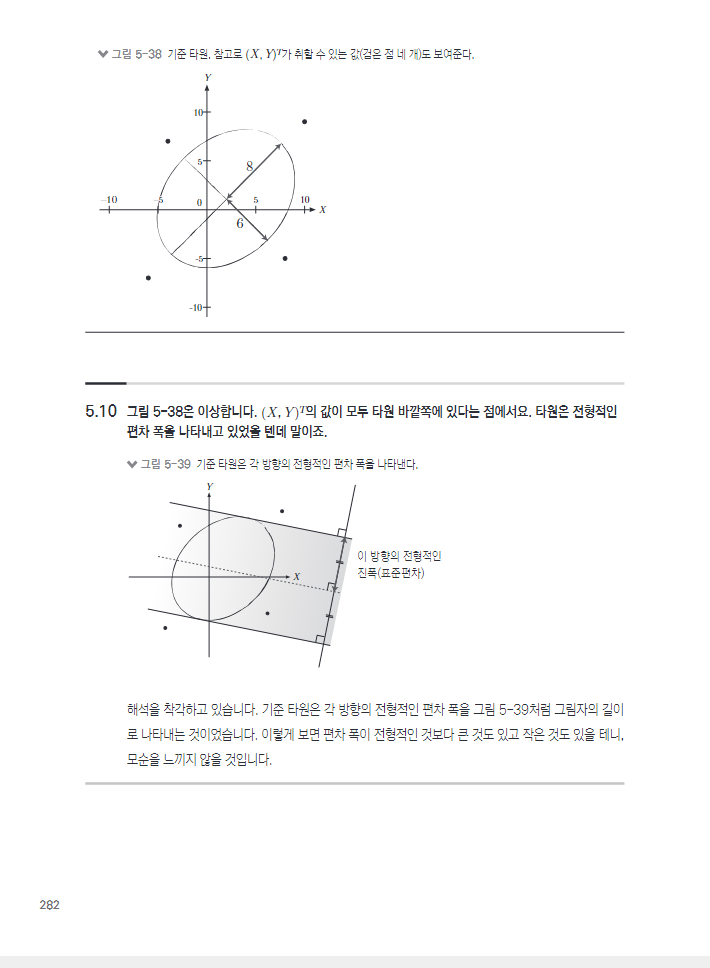 그림 5-38 기준 타원. 참고로 (X, Y)ᵀ가 취할 수 있는 값(검은 점 네 개)도 보여준다.
Y
10
5
8
-10
-5
0
5
10
X
6
-5
-10
5.10 그림 5-38은 이상합니다. (X, Y)ᵀ의 값이 모두 타원 바깥쪽에 있다는 점에서요. 타원은 전형적인
편차 폭을 나타내고 있었을 텐데 말이죠.
그림 5-39 기준 타원은 각 방향의 전형적인 편차 폭을 나타낸다.
Y
X
이 방향의 전형적인
진폭(표준편차)
해석을 착각하고 있습니다. 기준 타원은 각 방향의 전형적인 편차 폭을 그림 5-39처럼 그림자의 길이
로 나타내는 것이었습니다. 이렇게 보면 편차 폭이 전형적인 것보다 큰 것도 있고 작은 것도 있을 테니,
모순을 느끼지 않을 것입니다.
282